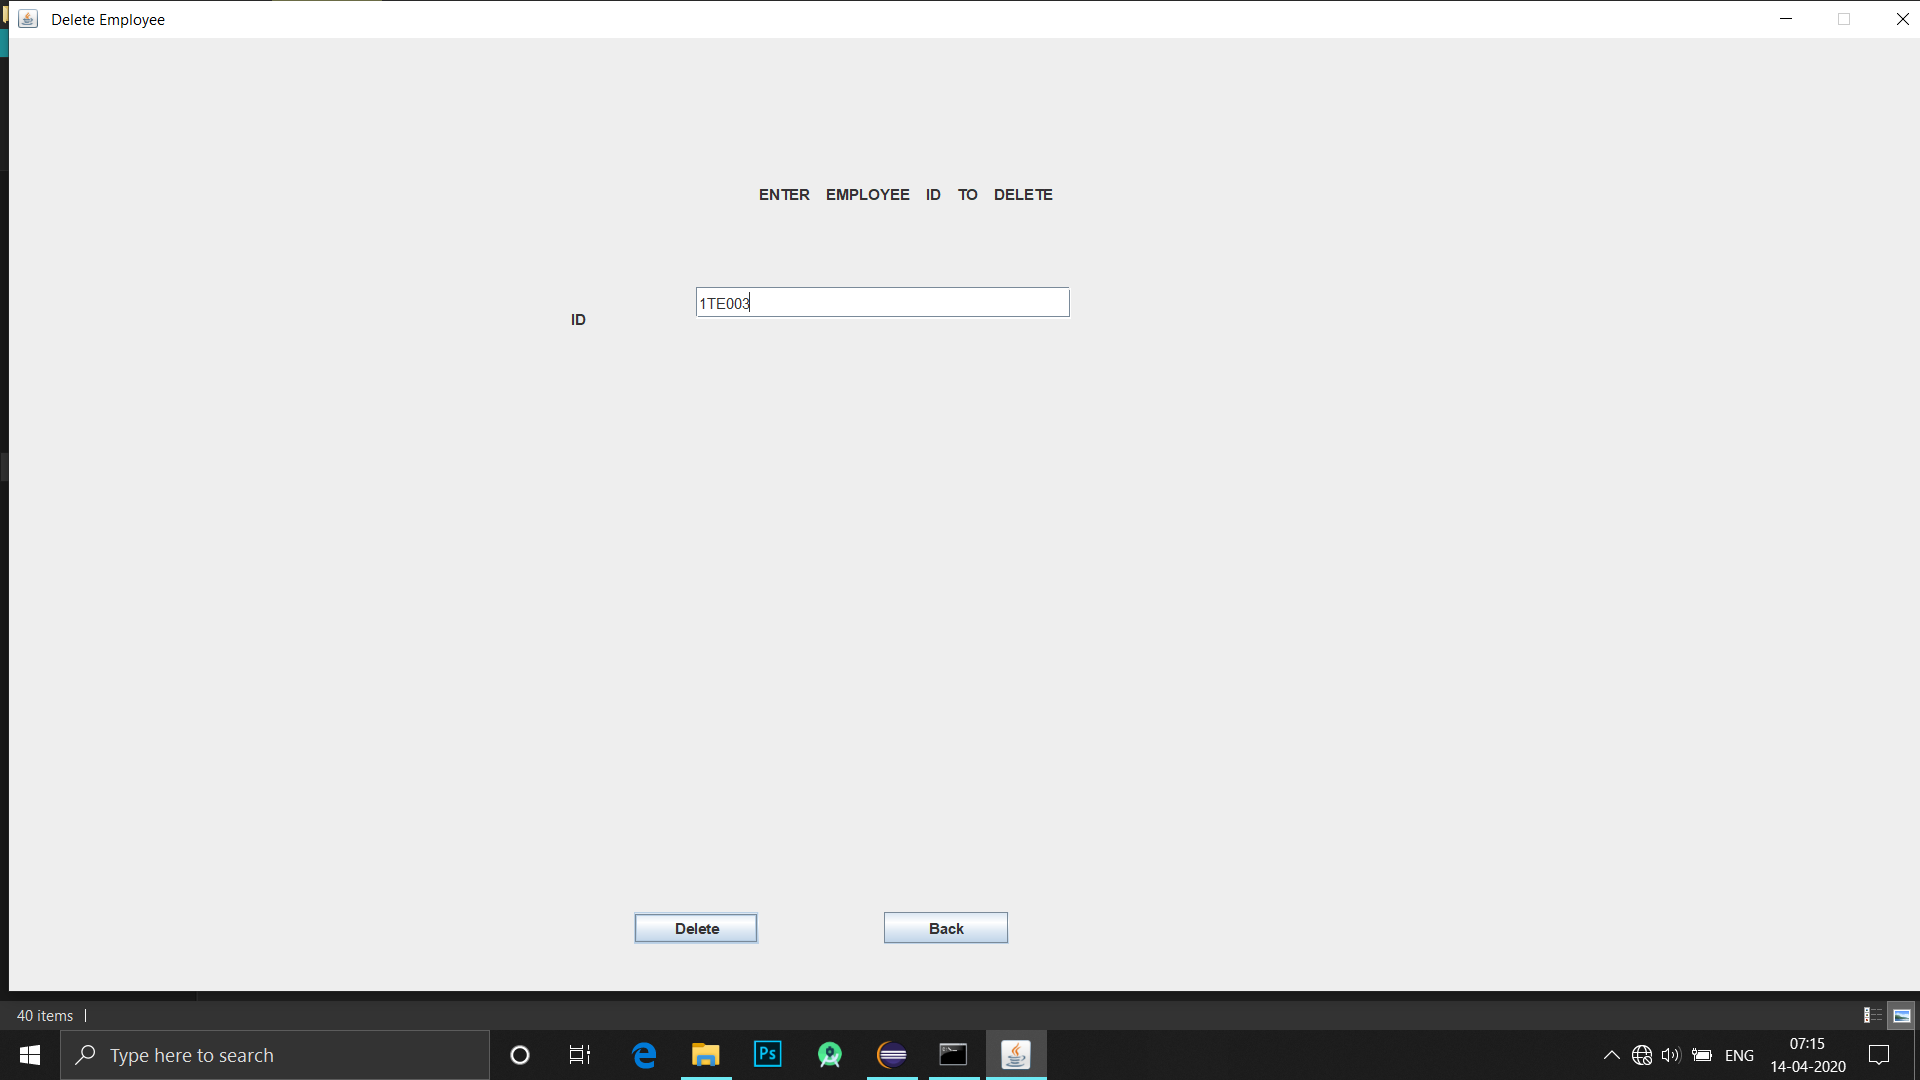 Delete Employee
ENTER EMPLOYEE ID TO DELETE
1TE003
ID
Delete Back
40 items
Type here to search
Ps
ENG
07:15
14-04-2020